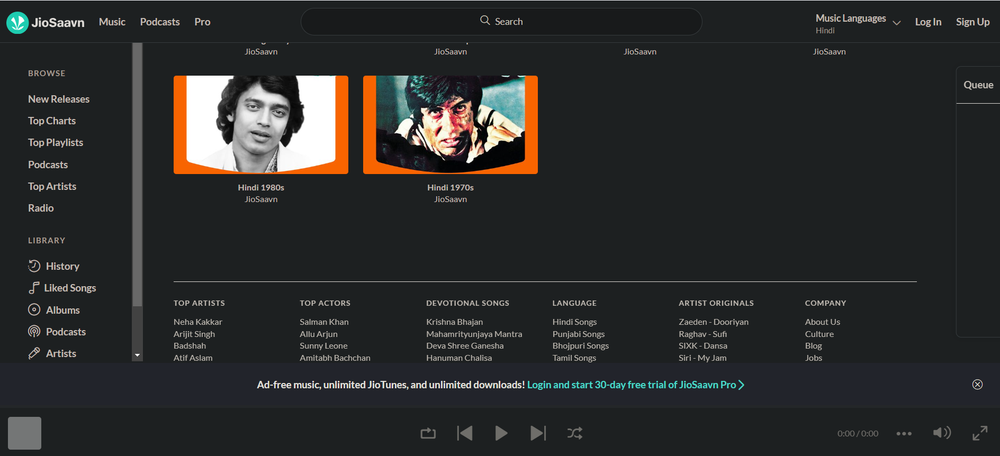 JioSaavn
Music
Podcasts
Pro
Search
Music Languages
Hindi
Log In
Sign Up
JioSaavn
JioSaavn
JioSaavn
JioSaavn
BROWSE
New Releases
Top Charts
Top Playlists
Podcasts
Top Artists
Radio
LIBRARY
History
Liked Songs
Albums
Podcasts
Artists
Hindi 1980s
JioSaavn
Hindi 1970s
JioSaavn
Queue
TOP ARTISTS
Neha Kakkar
Arijit Singh
Badshah
Atif Aslam
TOP ACTORS
Salman Khan
Allu Arjun
Sunny Leone
Amitabh Bachchan
DEVOTIONAL SONGS
Krishna Bhajan
Mahamrityunjaya Mantra
Deva Shree Ganesha
Hanuman Chalisa
LANGUAGE
Hindi Songs
Punjabi Songs
Bhojpuri Songs
Tamil Songs
ARTIST ORIGINALS
Zaeden - Dooriyan
Raghav - Sufi
SIXK - Dansa
Siri - My Jam
COMPANY
About Us
Culture
Blog
Jobs
Ad-free music, unlimited JioTunes, and unlimited downloads! Login and start 30-day free trial of JioSaavn Pro
0:00 / 0:00